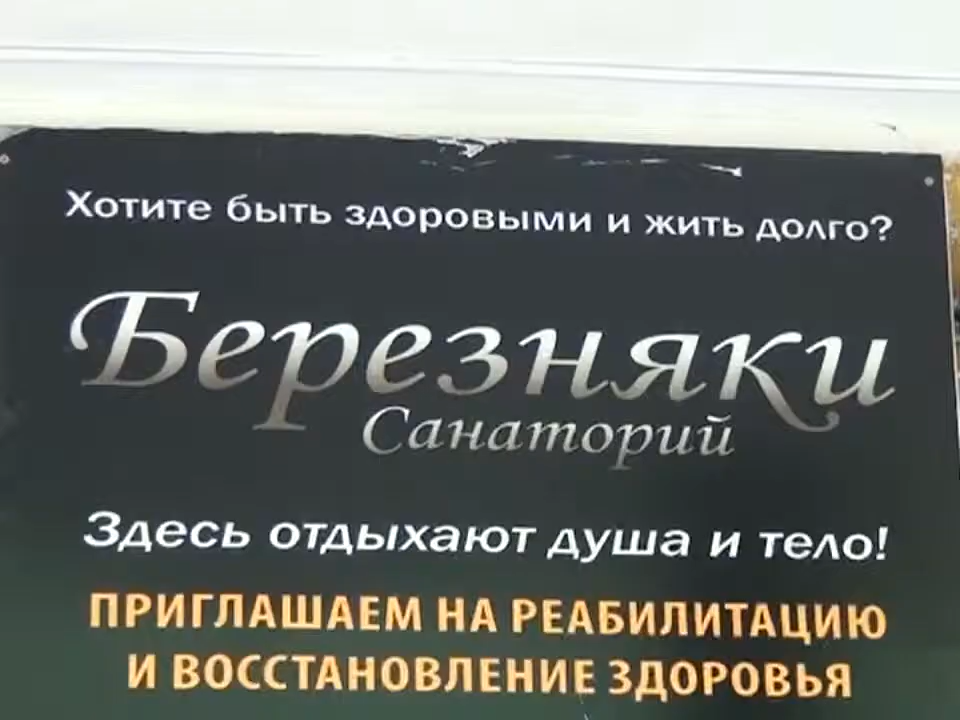 Хотите быть здоровыми и жить долго?
Березняки
Санаторий
Здесь отдыхают душа и тело!
ПРИГЛАШАЕМ НА РЕАБИЛИТАЦИЮ
И ВОССТАНОВЛЕНИЕ ЗДОРОВЬЯ